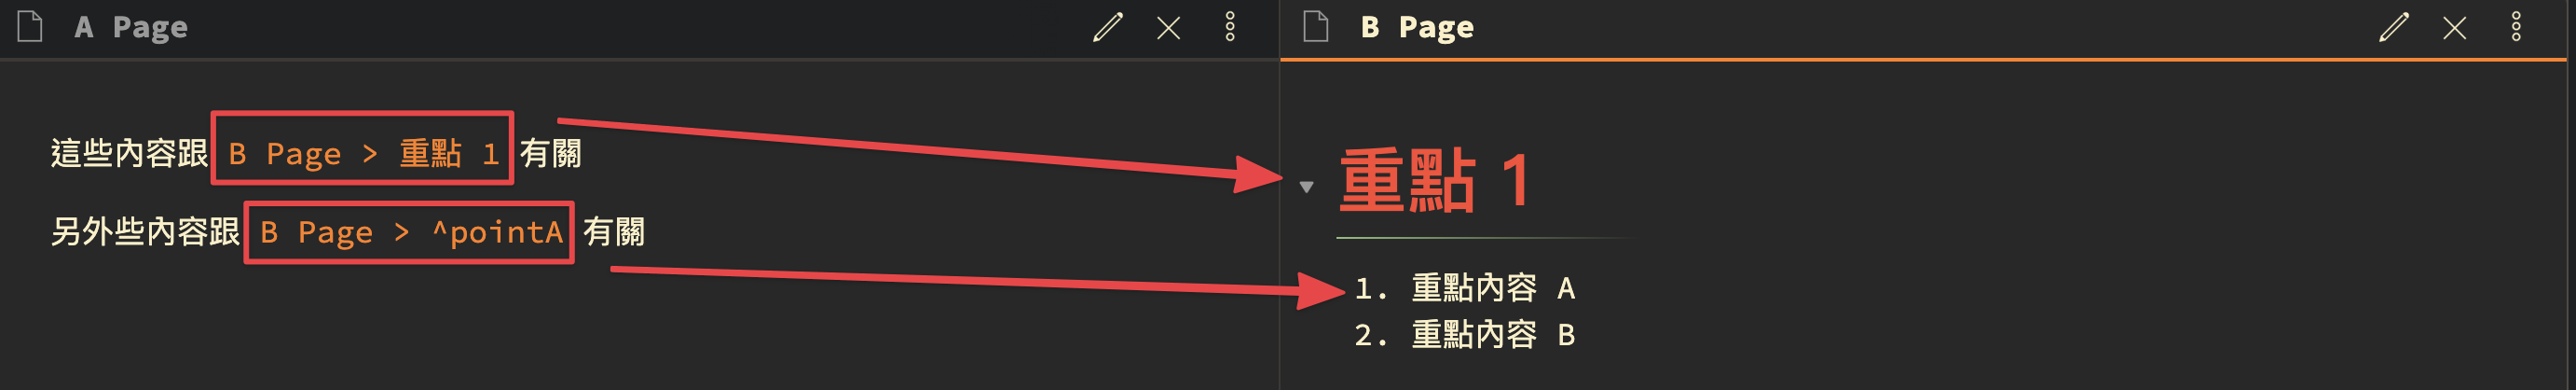 A Page
這些內容跟 B Page > 重點 1 有關
另外些內容跟 B Page > ^pointA 有關
B Page
重點 1
1. 重點內容 A
2. 重點內容 B